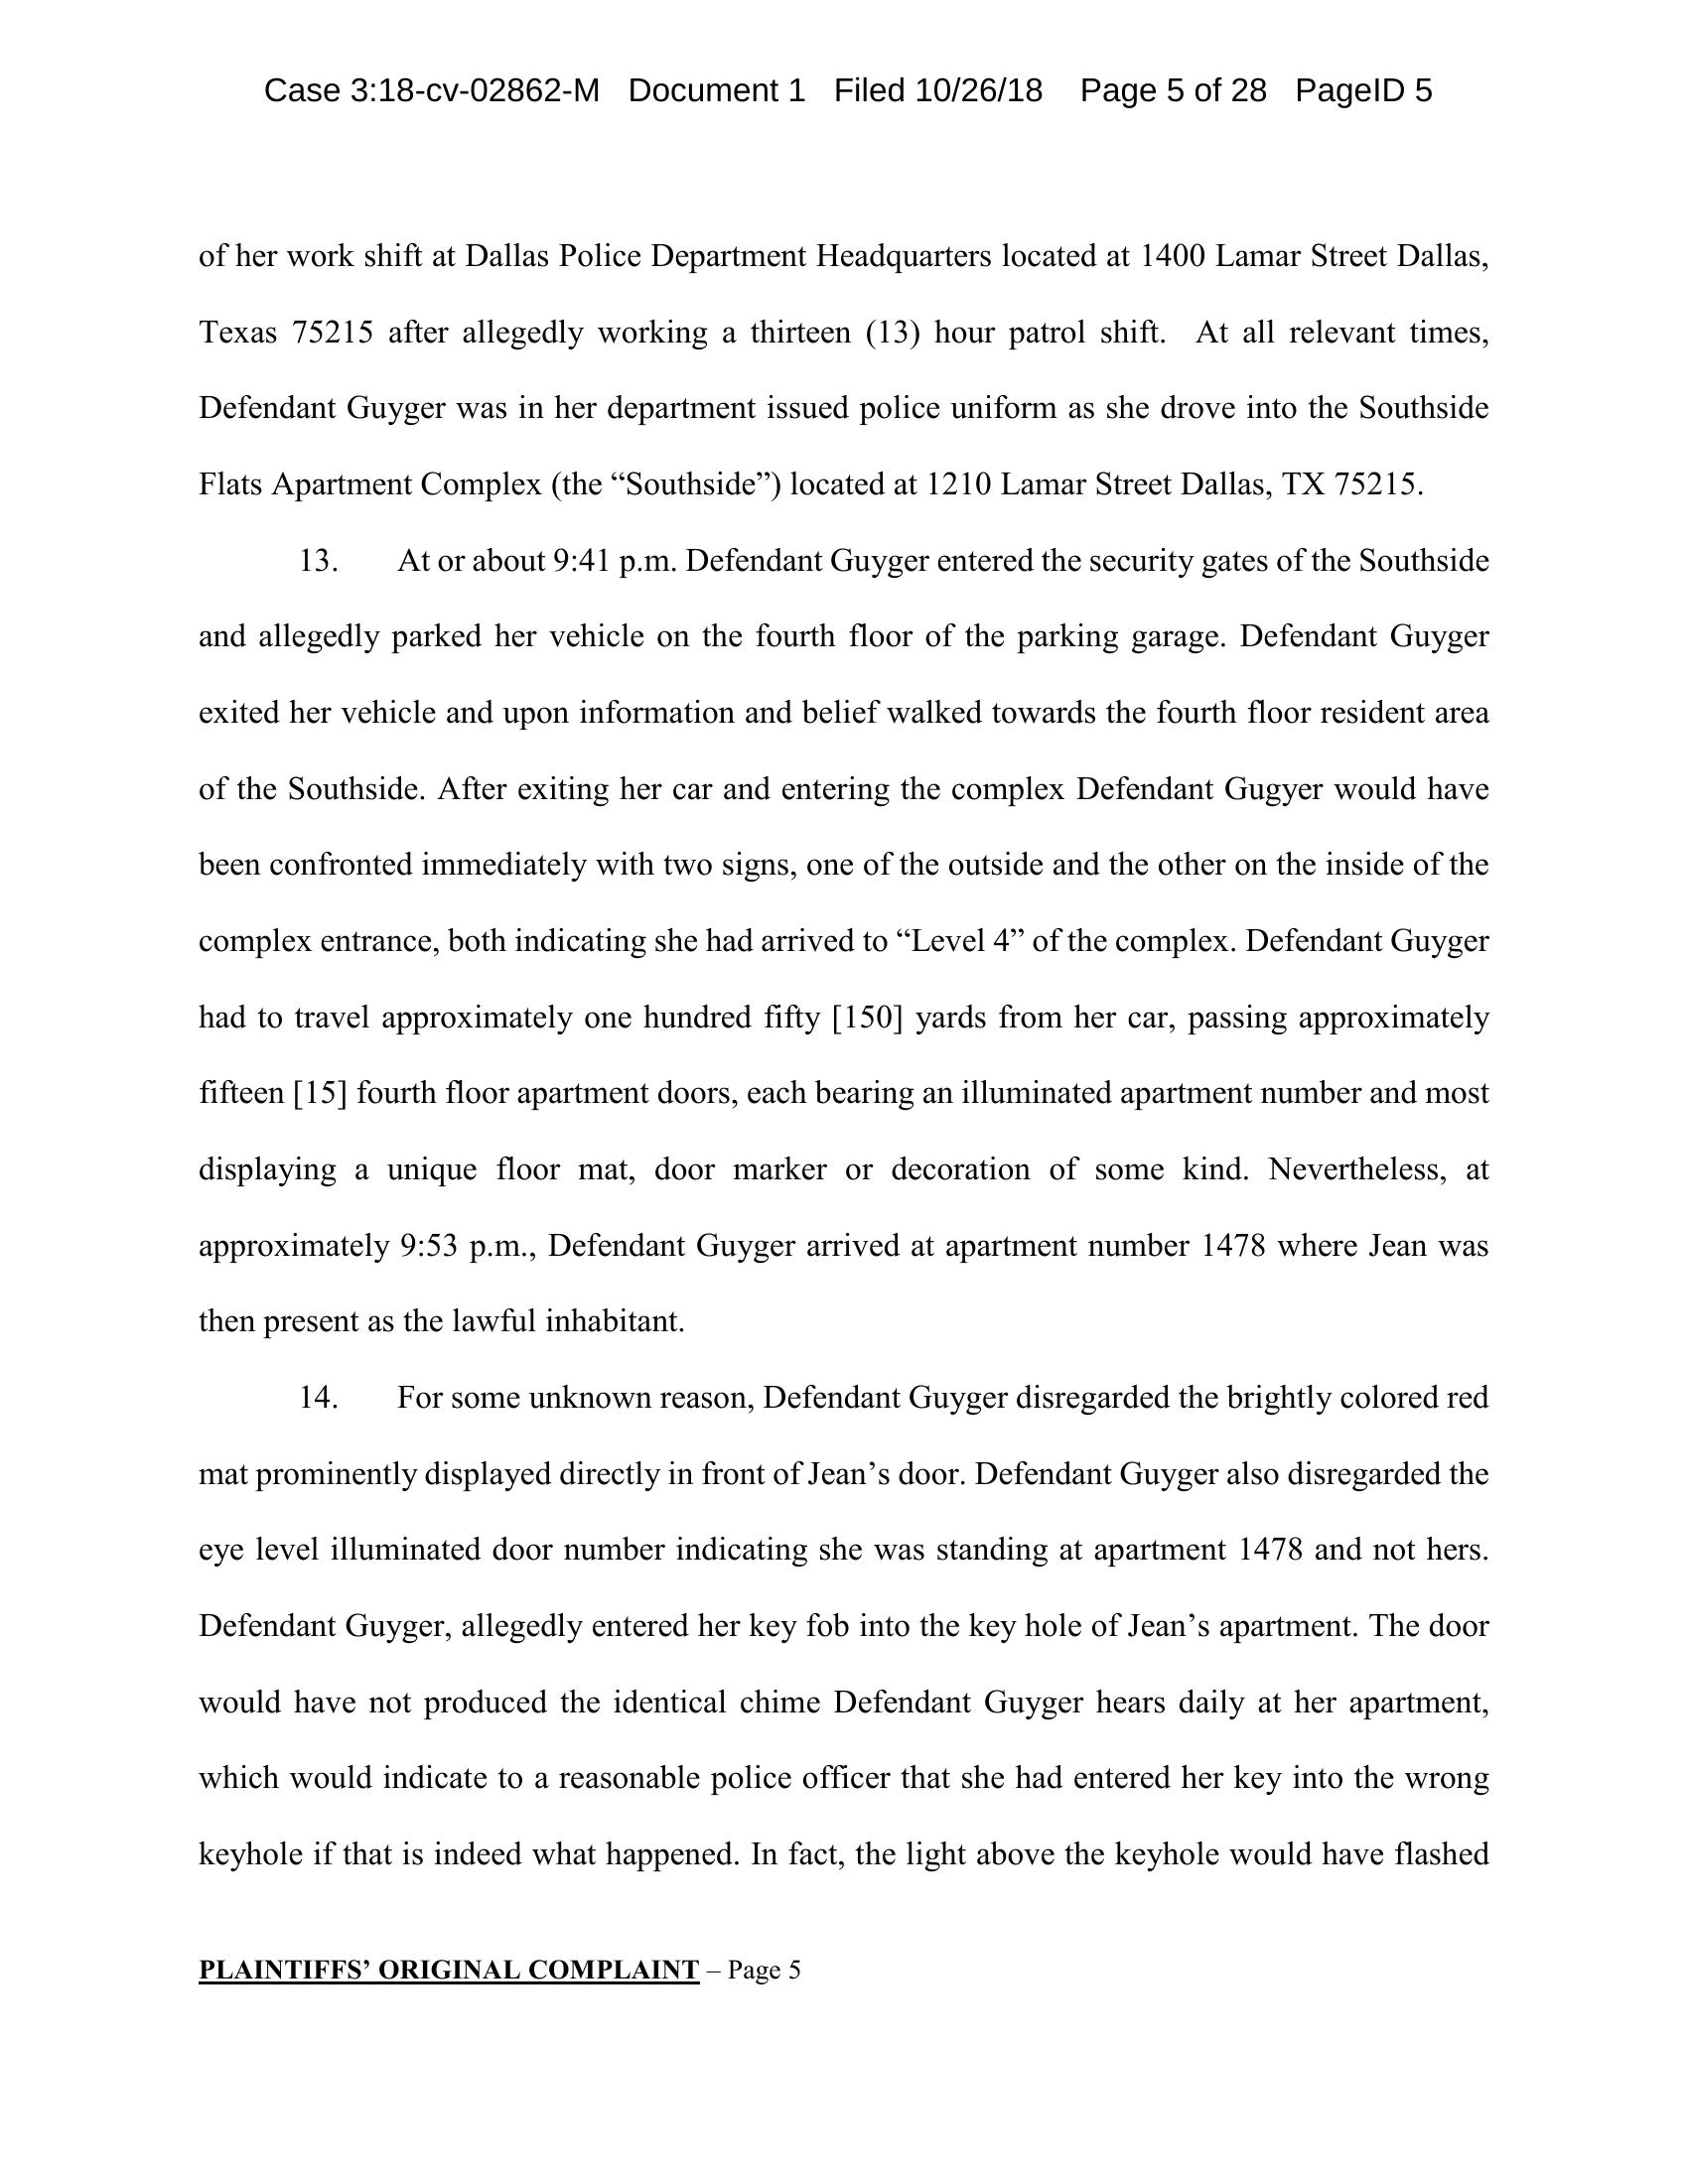 Case 3:18-cv-02862-M Document 1 Filed 10/26/18 Page 5 of 28 PageID 5
of her work shift at Dallas Police Department Headquarters located at 1400 Lamar Street Dallas,
Texas 75215 after allegedly working a thirteen (13) hour patrol shift. At all relevant times,
Defendant Guyger was in her department issued police uniform as she drove into the Southside
Flats Apartment Complex (the “Southside”) located at 1210 Lamar Street Dallas, TX 75215.
13. At or about 9:41 p.m. Defendant Guyger entered the security gates of the Southside
and allegedly parked her vehicle on the fourth floor of the parking garage. Defendant Guyger
exited her vehicle and upon information and belief walked towards the fourth floor resident area
of the Southside. After exiting her car and entering the complex Defendant Gugyer would have
been confronted immediately with two signs, one of the outside and the other on the inside of the
complex entrance, both indicating she had arrived to “Level 4” of the complex. Defendant Guyger
had to travel approximately one hundred fifty [150] yards from her car, passing approximately
fifteen [15] fourth floor apartment doors, each bearing an illuminated apartment number and most
displaying a unique floor mat, door marker or decoration of some kind. Nevertheless, at
approximately 9:53 p.m., Defendant Guyger arrived at apartment number 1478 where Jean was
then present as the lawful inhabitant.
14. For some unknown reason, Defendant Guyger disregarded the brightly colored red
mat prominently displayed directly in front of Jean’s door. Defendant Guyger also disregarded the
eye level illuminated door number indicating she was standing at apartment 1478 and not hers.
Defendant Guyger, allegedly entered her key fob into the key hole of Jean’s apartment. The door
would have not produced the identical chime Defendant Guyger hears daily at her apartment,
which would indicate to a reasonable police officer that she had entered her key into the wrong
keyhole if that is indeed what happened. In fact, the light above the keyhole would have flashed
PLAINTIFFS’ ORIGINAL COMPLAINT – Page 5